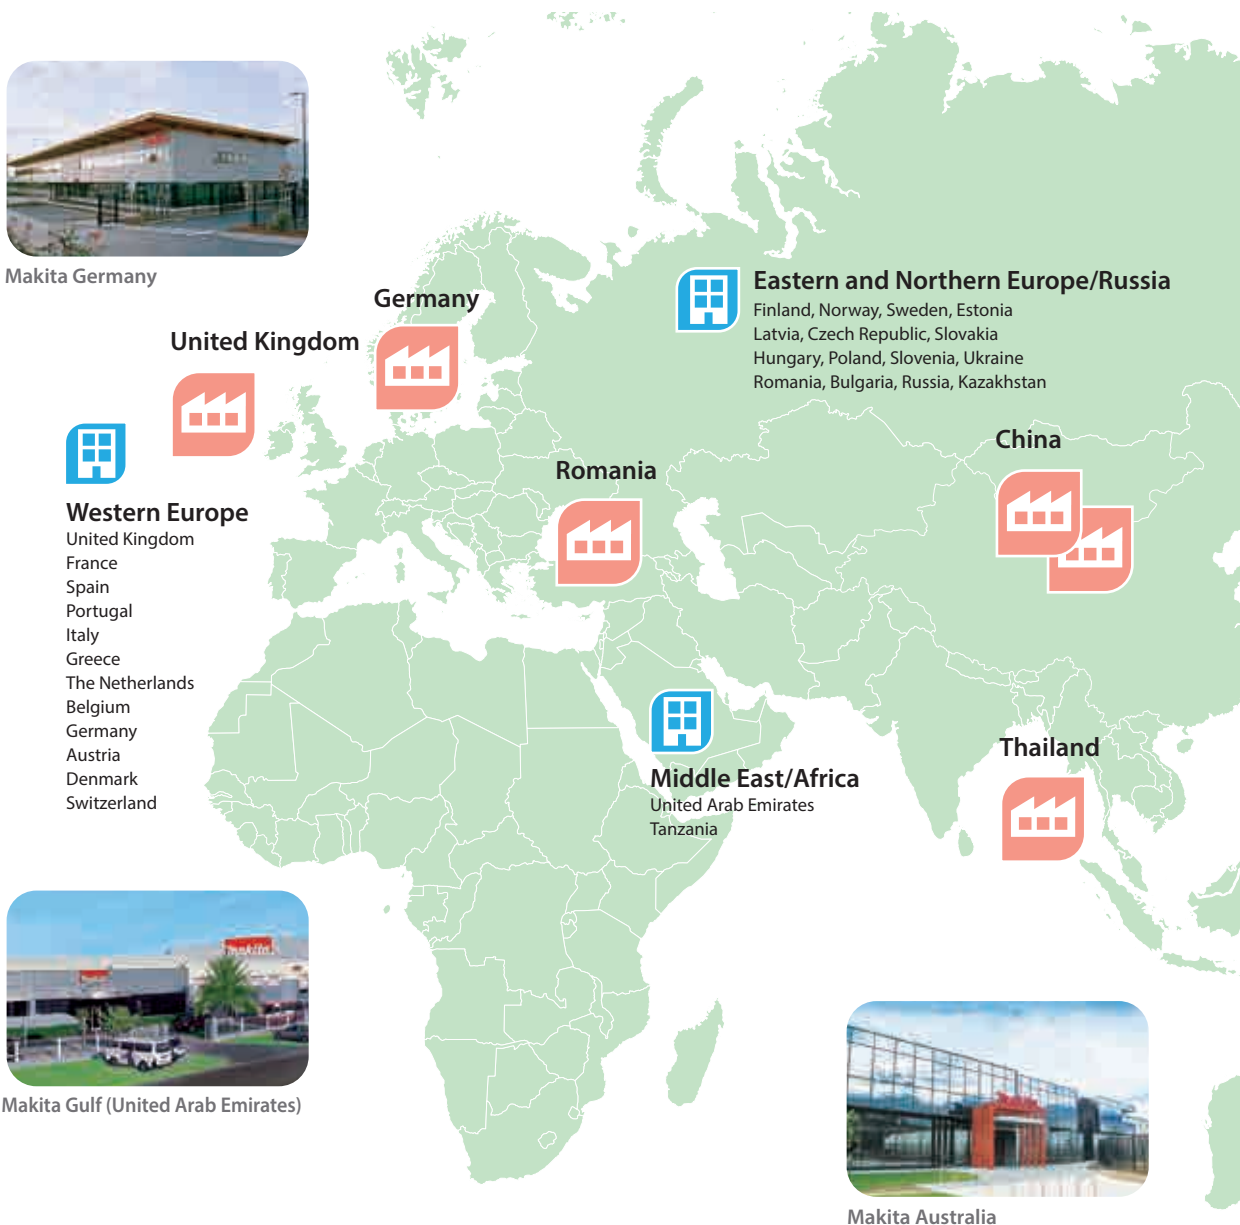 Makita Germany
Germany
United Kingdom
Eastern and Northern Europe/Russia
Finland, Norway, Sweden, Estonia
Latvia, Czech Republic, Slovakia
Hungary, Poland, Slovenia, Ukraine
Romania, Bulgaria, Russia, Kazakhstan
China
Romania
Western Europe
United Kingdom
France
Spain
Portugal
Italy
Greece
The Netherlands
Belgium
Germany
Austria
Denmark
Switzerland
Thailand
Middle East/Africa
United Arab Emirates
Tanzania
makita
Makita Gulf (United Arab Emirates)
Makita Australia